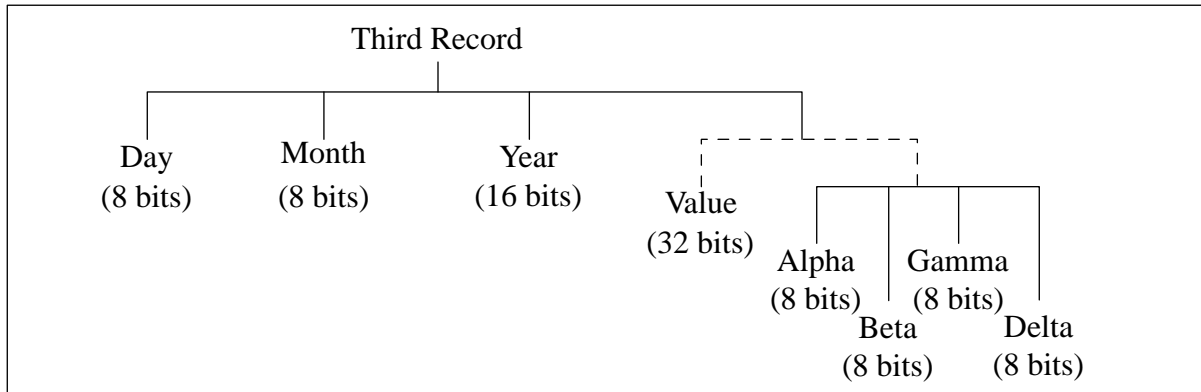 Third Record
Day
(8 bits)
Month
(8 bits)
Year
(16 bits)
Value
(32 bits)
Alpha
(8 bits)
Beta
(8 bits)
Gamma
(8 bits)
Delta
(8 bits)